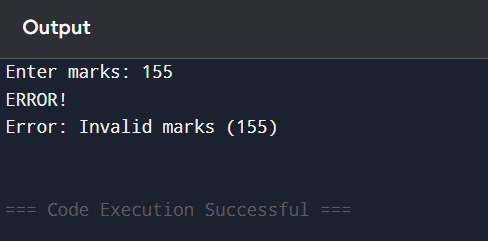 Output
Enter marks: 155
ERROR!
Error: Invalid marks (155)
=== Code Execution Successful ===